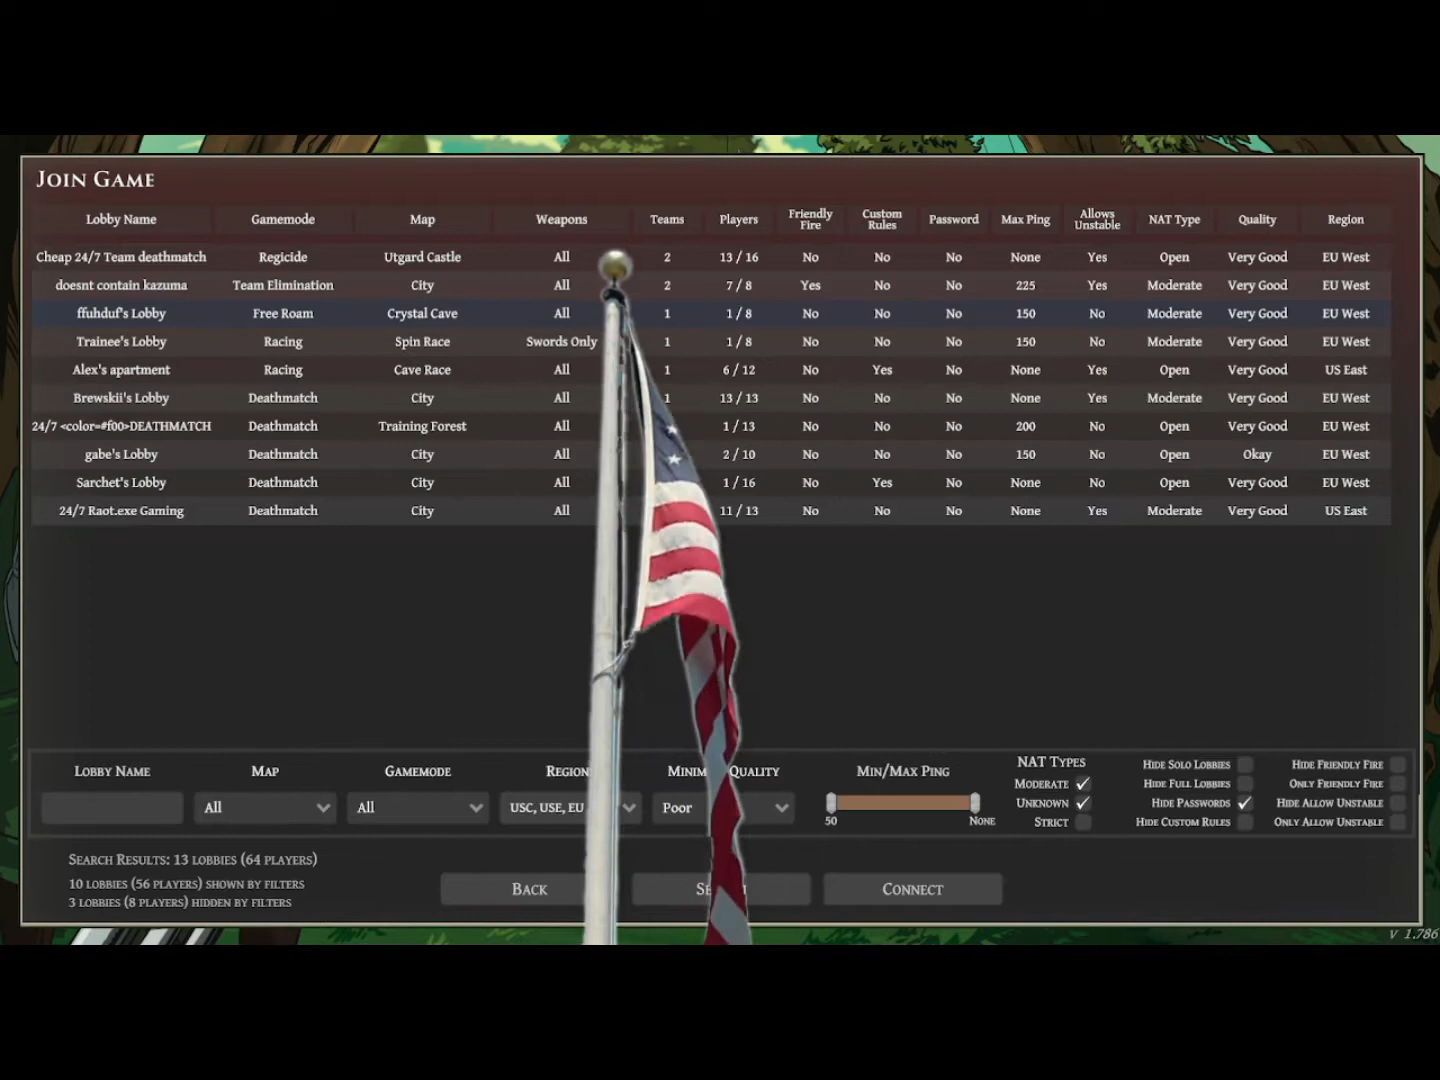 Join Game
Lobby Name Gamemode Map Weapons Teams Players Friendly Fire Custom Rules Password Max Ping Allows Unstable NAT Type Quality Region
Cheap 24/7 Team deathmatch Regicide Utgard Castle All 2 13 / 16 No No No None Yes Open Very Good EU West
doesnt contain kazuma Team Elimination City All 2 7 / 8 Yes No No 225 Yes Moderate Very Good EU West
ffuhduf's Lobby Free Roam Crystal Cave All 1 1 / 8 No No No 150 No Moderate Very Good EU West
Trainee's Lobby Racing Spin Race Swords Only 1 1 / 8 No No No 150 No Moderate Very Good EU West
Alex's apartment Racing Cave Race All 1 6 / 12 No Yes No None Yes Open Very Good US East
Brewskii's Lobby Deathmatch City All 1 13 / 13 No No No None Yes Moderate Very Good EU West
24/7 <color=#f00>DEATHMATCH Deathmatch Training Forest All 1 / 13 No No No 200 No Open Very Good EU West
gabe's Lobby Deathmatch City All 2 / 10 No No No 150 No Open Okay EU West
Sarchet's Lobby Deathmatch City All 1 / 16 No Yes No None No Open Very Good EU West
24/7 Raot.exe Gaming Deathmatch City All 11 / 13 No No No None Yes Moderate Very Good US East
Lobby Name Map Gamemode Region Quality Min/Max Ping NAT Types
All All USC, USE, EU Poor 50 None
Moderate
Unknown
Strict
Hide Solo Lobbies Hide Friendly Fire
Hide Full Lobbies Only Friendly Fire
Hide Passwords Hide Allow Unstable
Hide Custom Rules Only Allow Unstable
Search Results: 13 lobbies (64 players)
10 lobbies (56 players) shown by filters
3 lobbies (8 players) hidden by filters
Back Connect
v 1.786